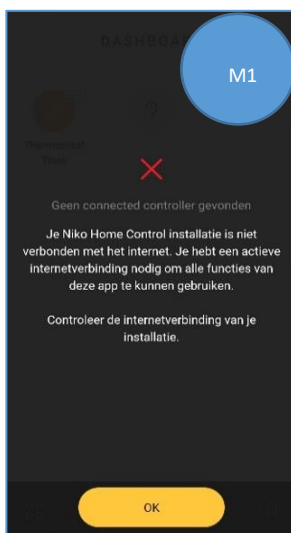 DASHBOA
M1
Thermostaat
Geen connected controller gevonden
Je Niko Home Control installatie is niet
verbonden met het internet. Je hebt een actieve
internetverbinding nodig om alle functies van
deze app te kunnen gebruiken.
Controleer de internetverbinding van je
installatie.
OK